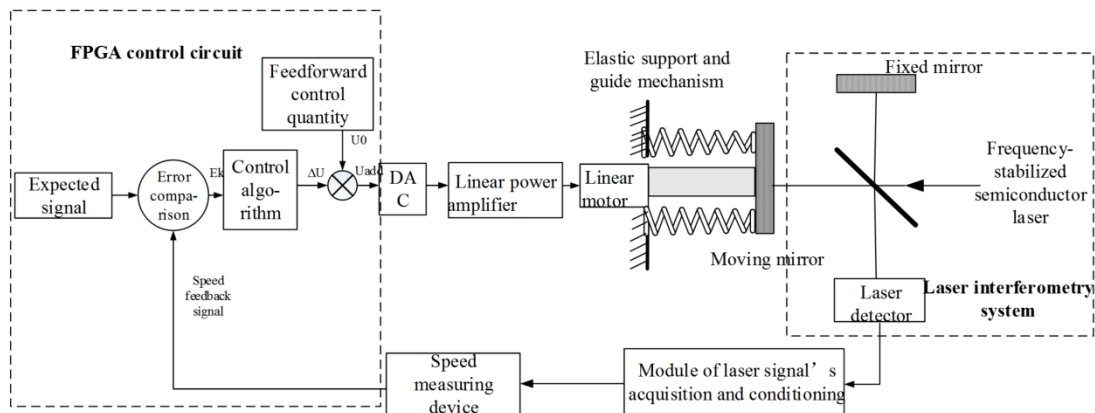 FPGA control circuit
Feedforward
control
quantity
U0
Expected
signal
Error
compa-
rison
Ek
Control
algo-
rithm
ΔU
Uadd
DA
C
Linear power
amplifier
Linear
motor
Elastic support and
guide mechanism
Moving mirror
Fixed mirror
Frequency-
stabilized
semiconductor
laser
Laser
detector
Laser interferometry
system
Speed
feedback
signal
Speed
measuring
device
Module of laser signal’s
acquisition and conditioning